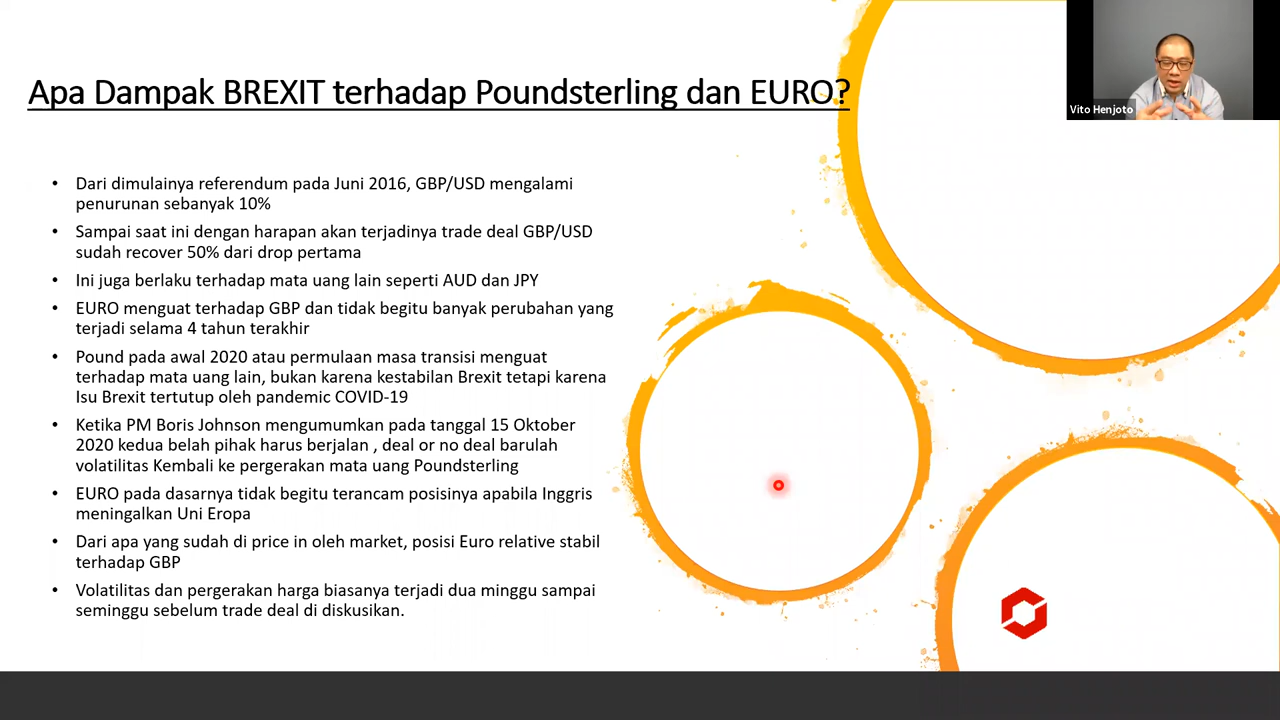 Apa Dampak BREXIT terhadap Poundsterling dan EURO?
Vito Henjoto
• Dari dimulainya referendum pada Juni 2016, GBP/USD mengalami
penurunan sebanyak 10%
• Sampai saat ini dengan harapan akan terjadinya trade deal GBP/USD
sudah recover 50% dari drop pertama
• Ini juga berlaku terhadap mata uang lain seperti AUD dan JPY
• EURO menguat terhadap GBP dan tidak begitu banyak perubahan yang
terjadi selama 4 tahun terakhir
• Pound pada awal 2020 atau permulaan masa transisi menguat
terhadap mata uang lain, bukan karena kestabilan Brexit tetapi karena
Isu Brexit tertutup oleh pandemic COVID-19
• Ketika PM Boris Johnson mengumumkan pada tanggal 15 Oktober
2020 kedua belah pihak harus berjalan , deal or no deal barulah
volatilitas Kembali ke pergerakan mata uang Poundsterling
• EURO pada dasarnya tidak begitu terancam posisinya apabila Inggris
meningalkan Uni Eropa
• Dari apa yang sudah di price in oleh market, posisi Euro relative stabil
terhadap GBP
• Volatilitas dan pergerakan harga biasanya terjadi dua minggu sampai
seminggu sebelum trade deal di diskusikan.